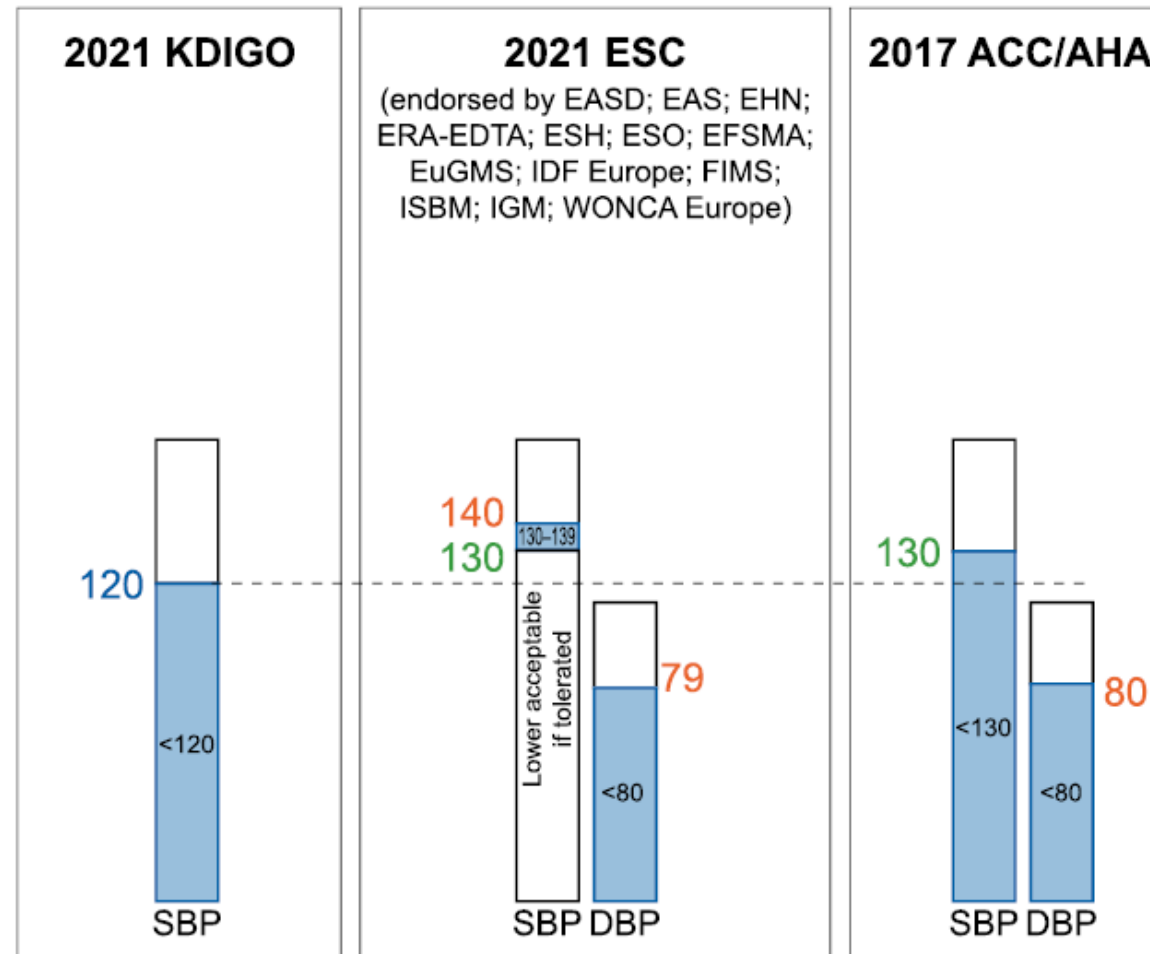 2021 KDIGO
120
<120
SBP
2021 ESC
(endorsed by EASD; EAS; EHN;
ERA-EDTA; ESH; ESO; EFSMA;
EuGMS; IDF Europe; FIMS;
ISBM; IGM; WONCA Europe)
140
130–139
130
Lower acceptable
if tolerated
79
<80
SBP DBP
2017 ACC/AHA
130
80
<130
<80
SBP DBP